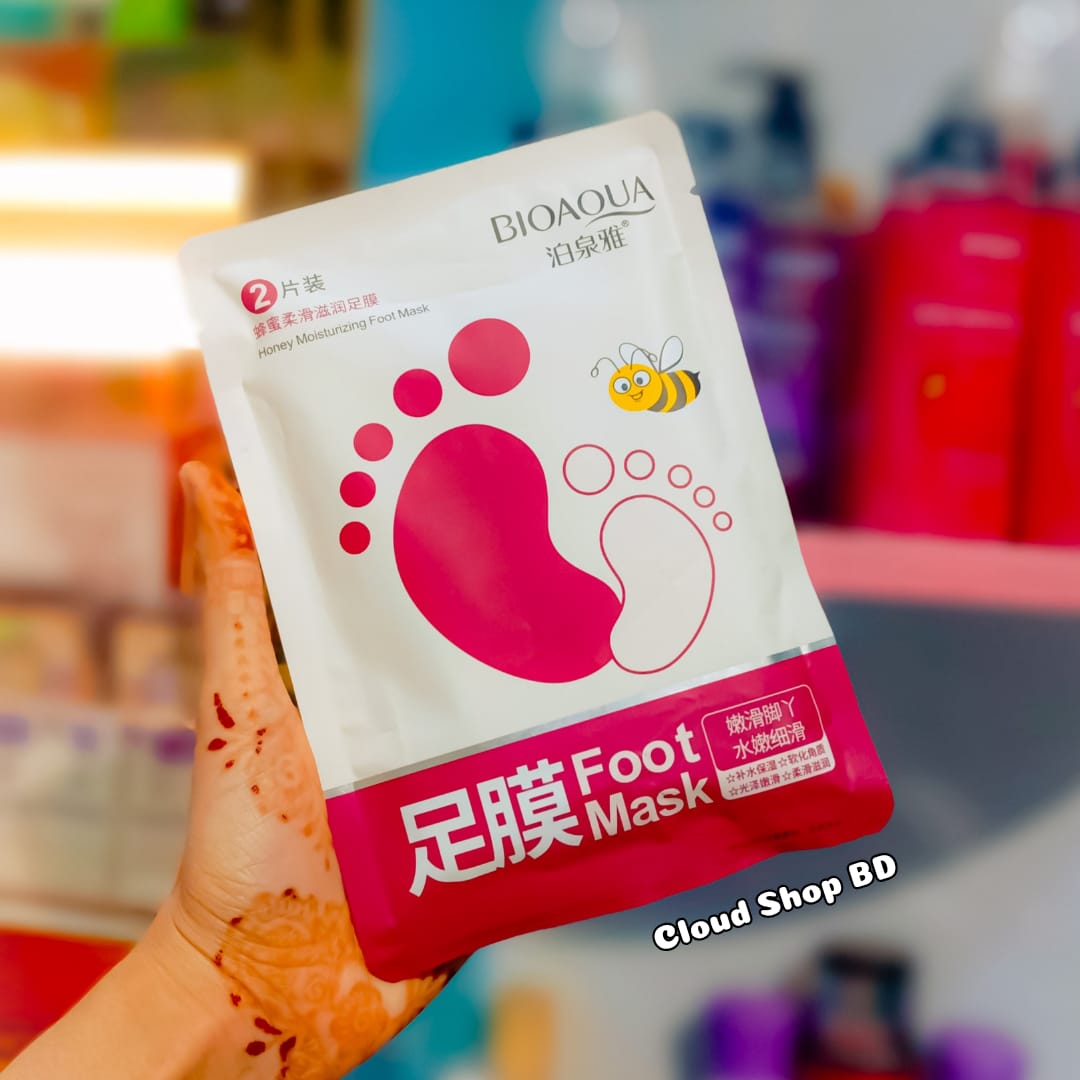 BIOAQUA
泊泉雅®
2片装
蜂蜜柔滑滋润足膜
Honey Moisturizing Foot Mask
足膜
Foot
Mask
嫩滑脚丫
水嫩细滑
☆补水保湿☆软化角质
☆光泽嫩滑☆柔滑滋润
Cloud Shop BD